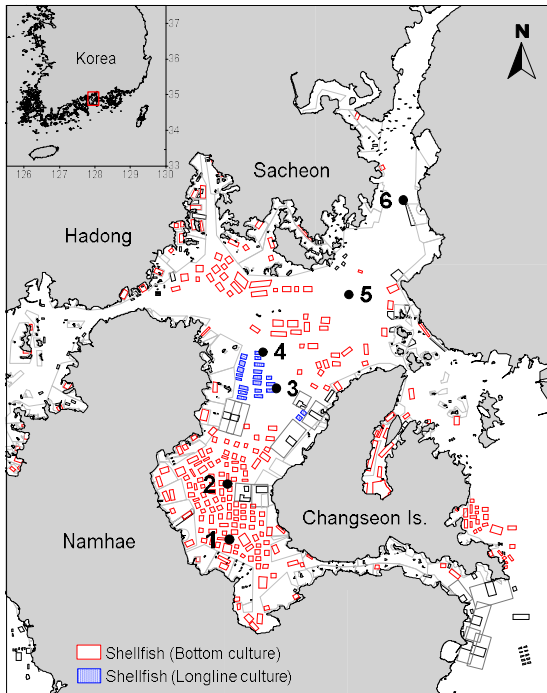 Korea
37
36
35
34
33
126
127
128
129
130
N
Sacheon
6
Hadong
5
4
3
2
Changseon Is.
1
Namhae
Shellfish (Bottom culture)
Shellfish (Longline culture)